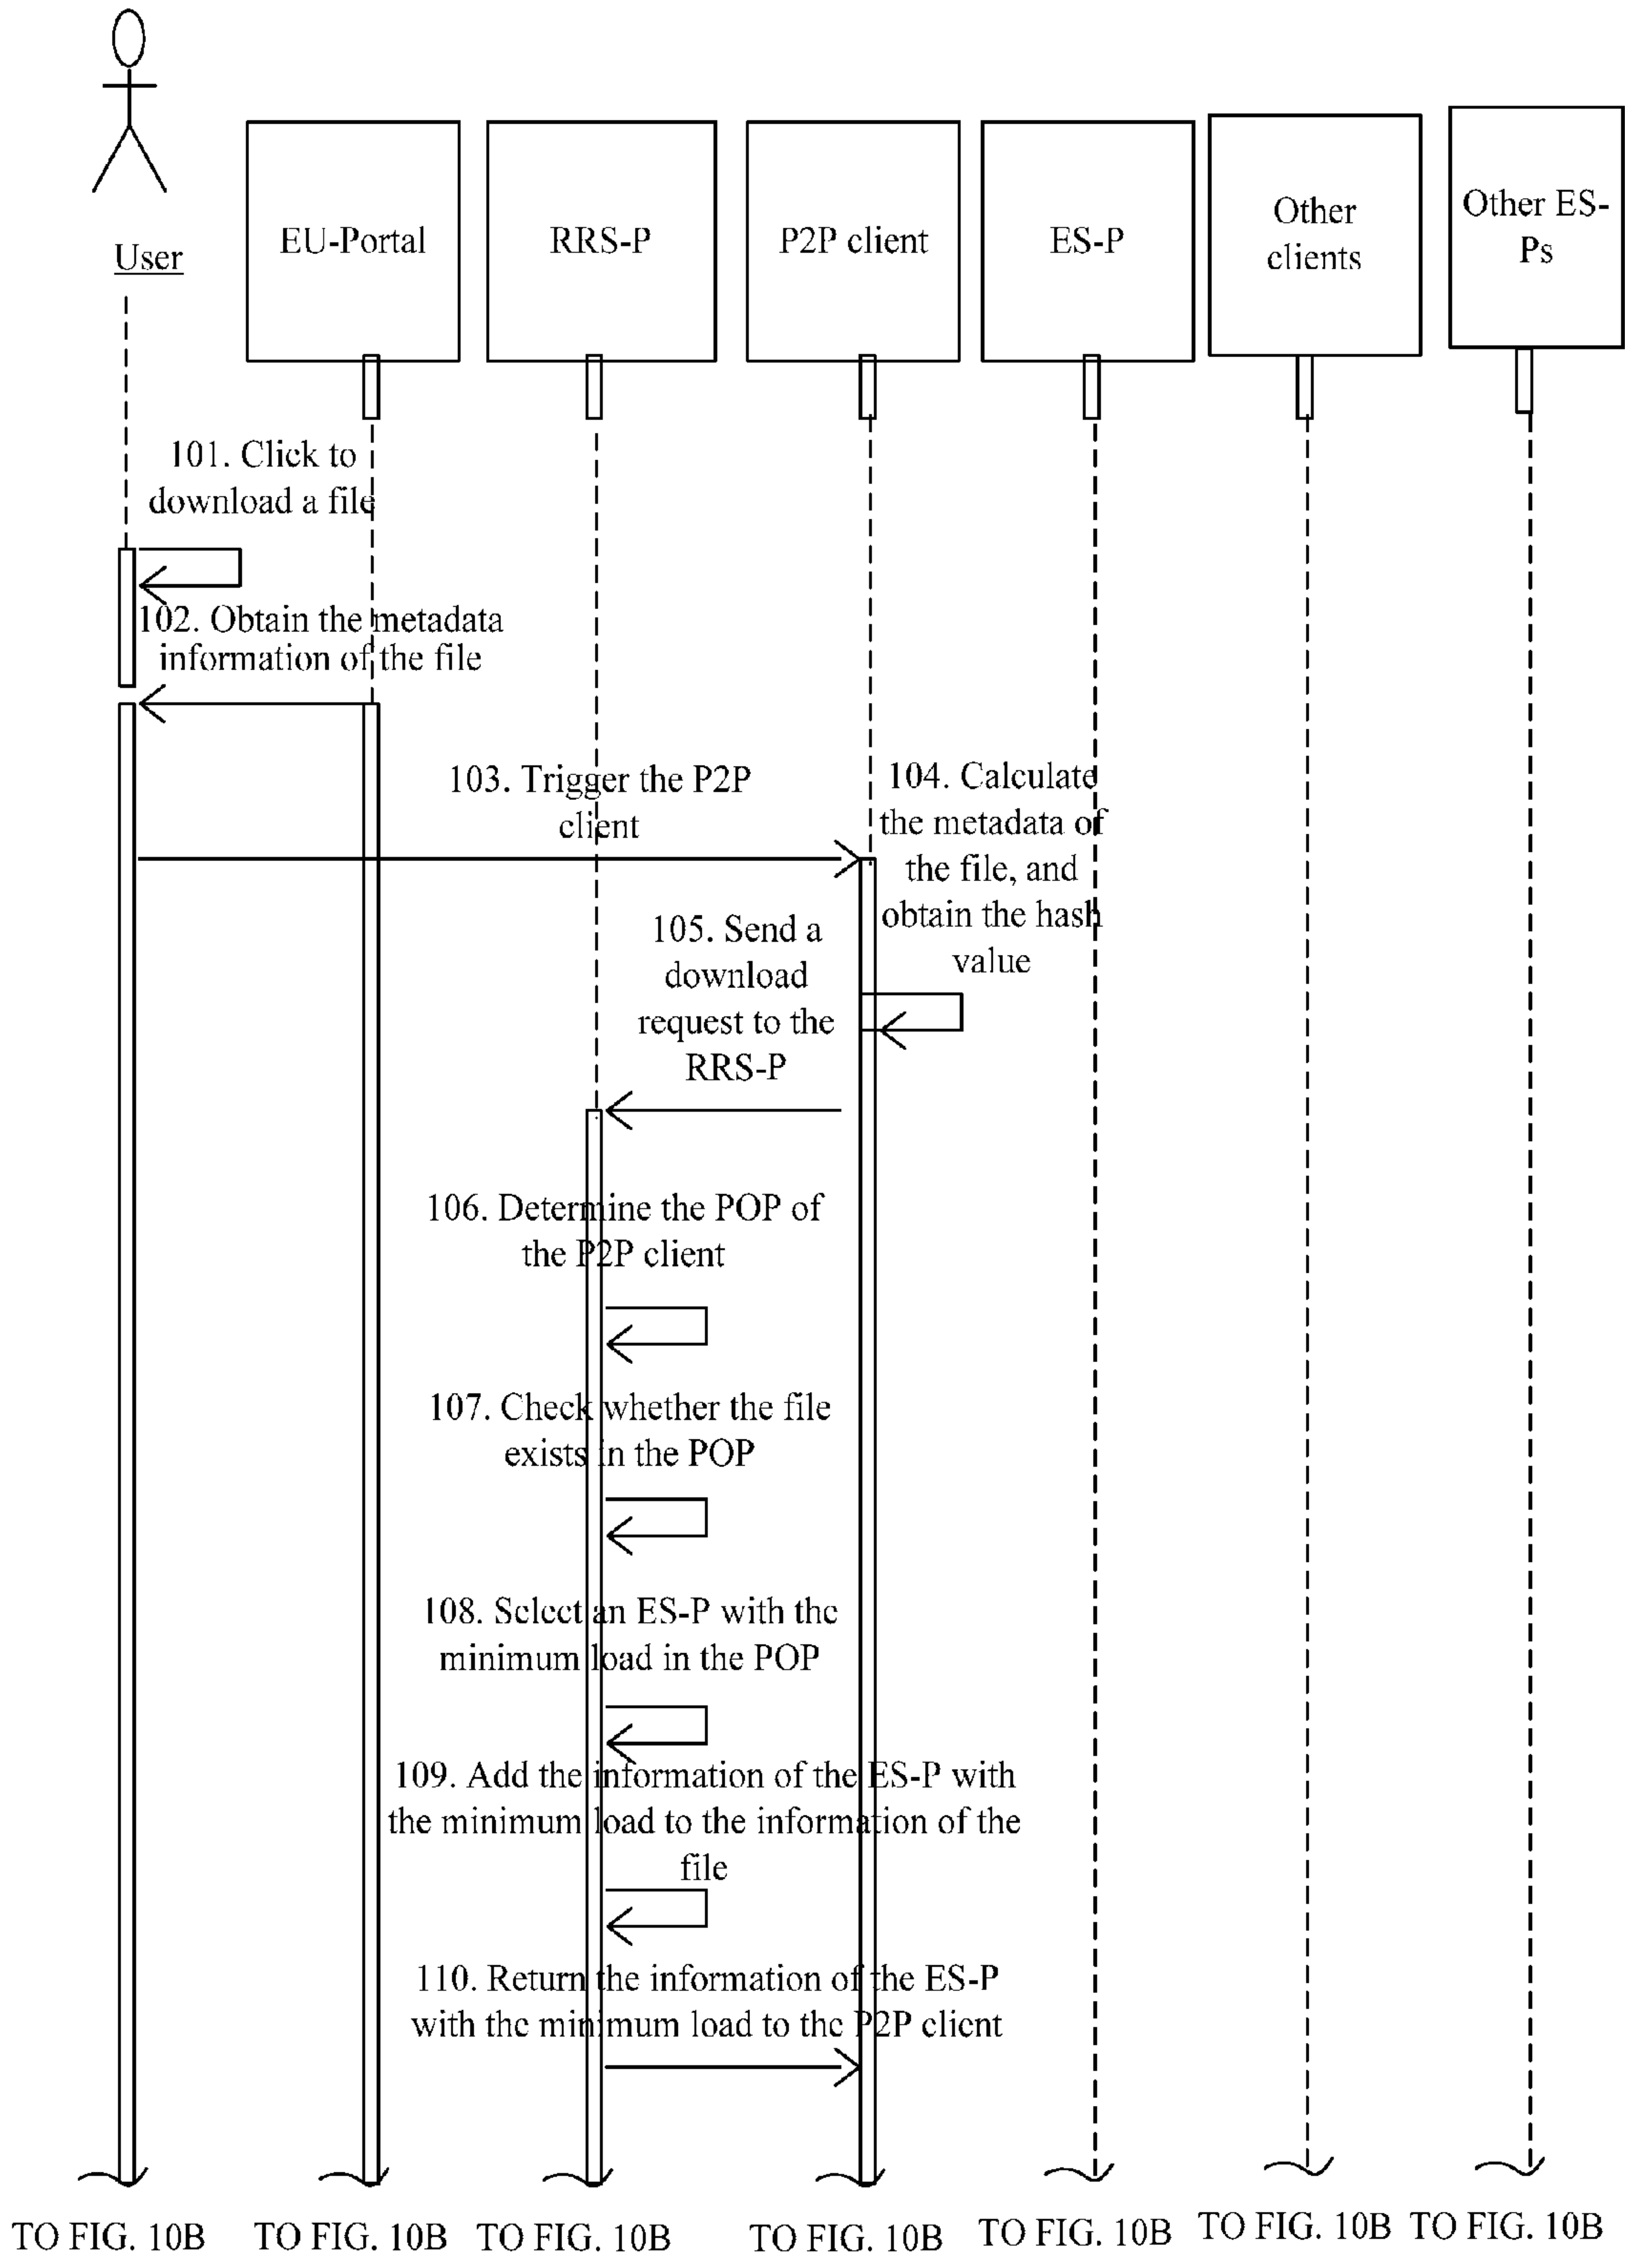 User
EU-Portal
RRS-P
P2P client
ES-P
Other
clients
Other ES-
Ps
101. Click to
download a file
102. Obtain the metadata
information of the file
103. Trigger the P2P
client
104. Calculate
the metadata of
the file, and
obtain the hash
value
105. Send a
download
request to the
RRS-P
106. Determine the POP of
the P2P client
107. Check whether the file
exists in the POP
108. Select an ES-P with the
minimum load in the POP
109. Add the information of the ES-P with
the minimum load to the information of the
file
110. Return the information of the ES-P
with the minimum load to the P2P client
TO FIG. 10B
TO FIG. 10B
TO FIG. 10B
TO FIG. 10B
TO FIG. 10B
TO FIG. 10B
TO FIG. 10B